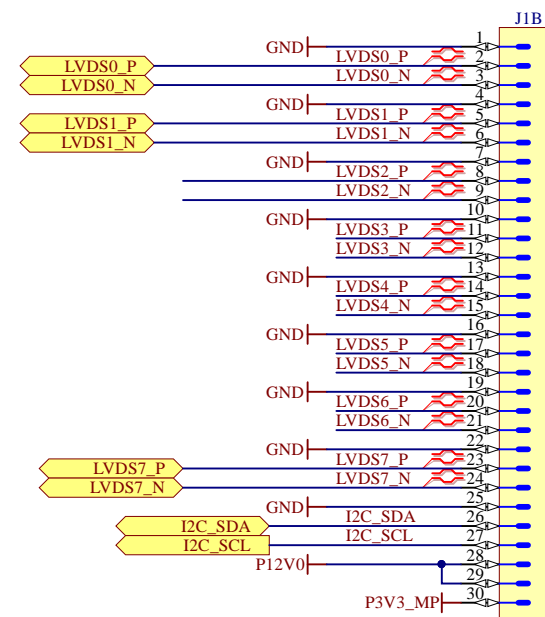 J1B
GND 1
LVDS0_P LVDS0_P 2
LVDS0_N LVDS0_N 3
GND 4
LVDS1_P LVDS1_P 5
LVDS1_N LVDS1_N 6
GND 7
LVDS2_P 8
LVDS2_N 9
GND 10
LVDS3_P 11
LVDS3_N 12
GND 13
LVDS4_P 14
LVDS4_N 15
GND 16
LVDS5_P 17
LVDS5_N 18
GND 19
LVDS6_P 20
LVDS6_N 21
GND 22
LVDS7_P LVDS7_P 23
LVDS7_N LVDS7_N 24
GND 25
I2C_SDA I2C_SDA 26
I2C_SCL I2C_SCL 27
P12V0 28
29
P3V3_MP 30